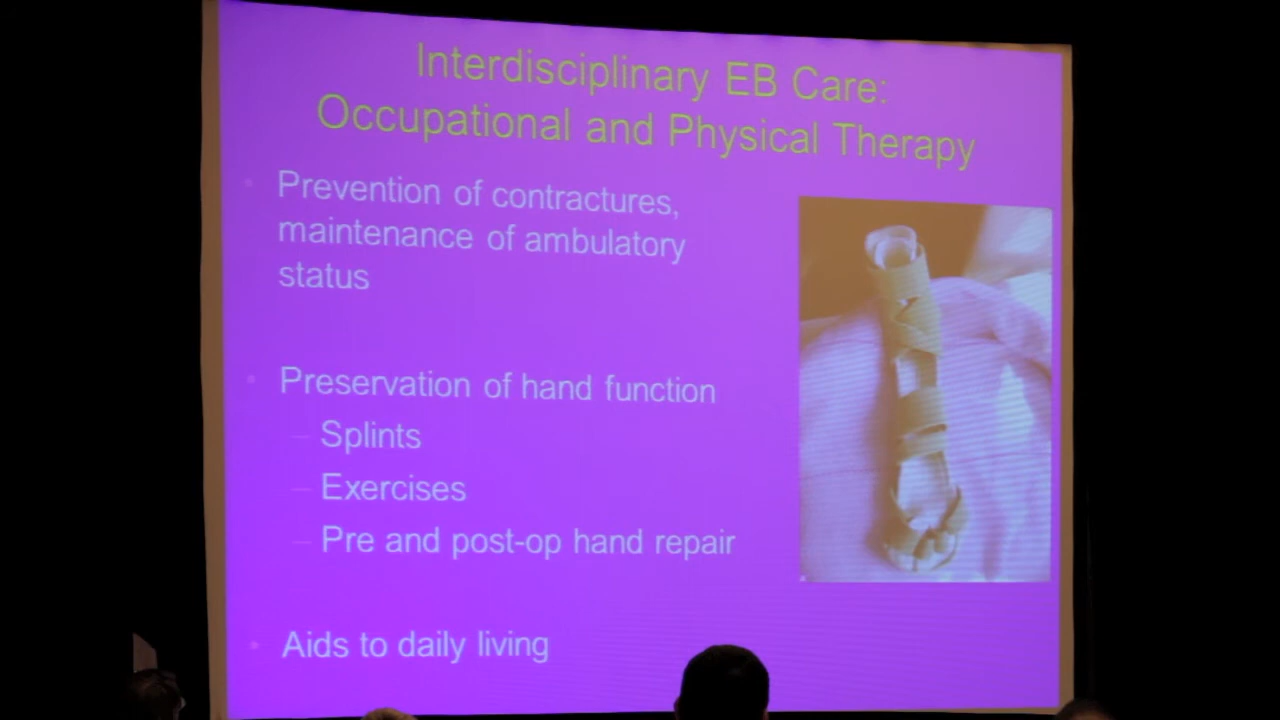 Interdisciplinary EB Care:
Occupational and Physical Therapy
• Prevention of contractures,
maintenance of ambulatory
status
• Preservation of hand function
– Splints
– Exercises
– Pre and post-op hand repair
• Aids to daily living